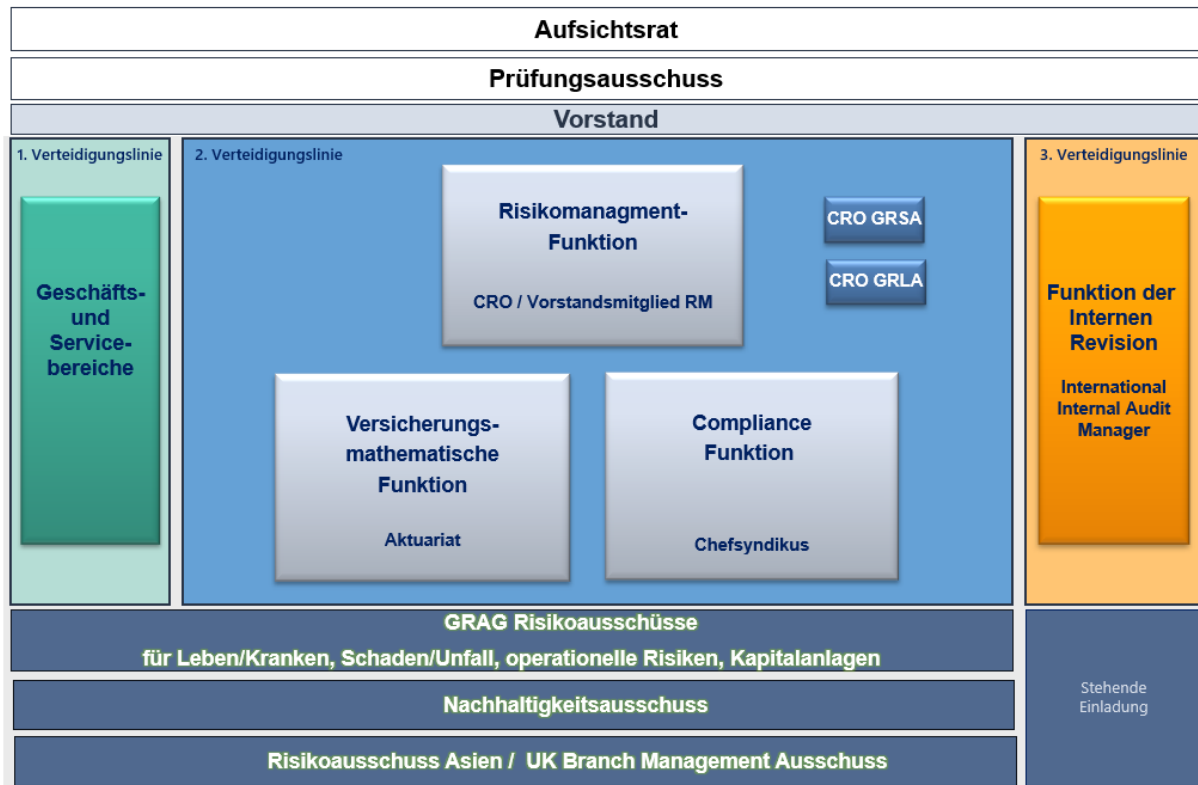 Aufsichtsrat
Prüfungsausschuss
Vorstand
1. Verteidigungslinie
Geschäfts-
und
Service-
bereiche
2. Verteidigungslinie
Risikomanagment-
Funktion
CRO / Vorstandsmitglied RM
CRO GRSA
CRO GRLA
Versicherungs-
mathematische
Funktion
Aktuariat
Compliance
Funktion
Chefsyndikus
3. Verteidigungslinie
Funktion der
Internen
Revision
International
Internal Audit
Manager
GRAG Risikoausschüsse
für Leben/Kranken, Schaden/Unfall, operationelle Risiken, Kapitalanlagen
Nachhaltigkeitsausschuss
Risikoausschuss Asien / UK Branch Management Ausschuss
Stehende
Einladung